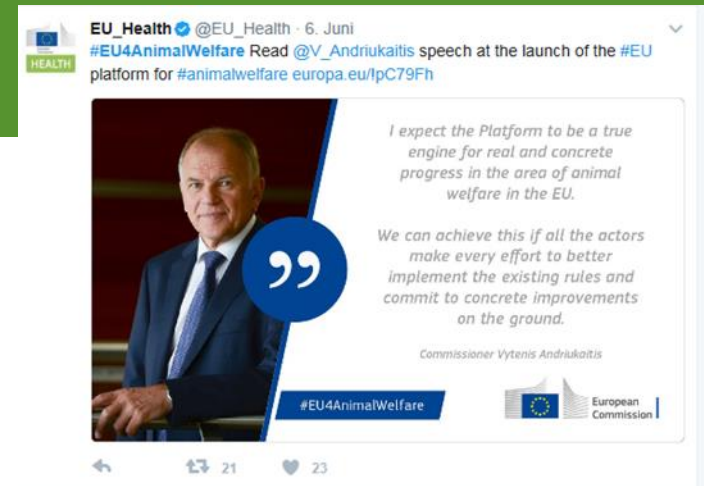 EU_Health @EU_Health · 6. Juni
#EU4AnimalWelfare Read @V_Andriukaitis speech at the launch of the #EU
platform for #animalwelfare europa.eu/!pC79Fh
HEALTH
I expect the Platform to be a true
engine for real and concrete
progress in the area of animal
welfare in the EU.
We can achieve this if all the actors
make every effort to better
implement the existing rules and
commit to concrete improvements
on the ground.
Commissioner Vytenis Andriukaitis
#EU4AnimalWelfare
European
Commission
21 23